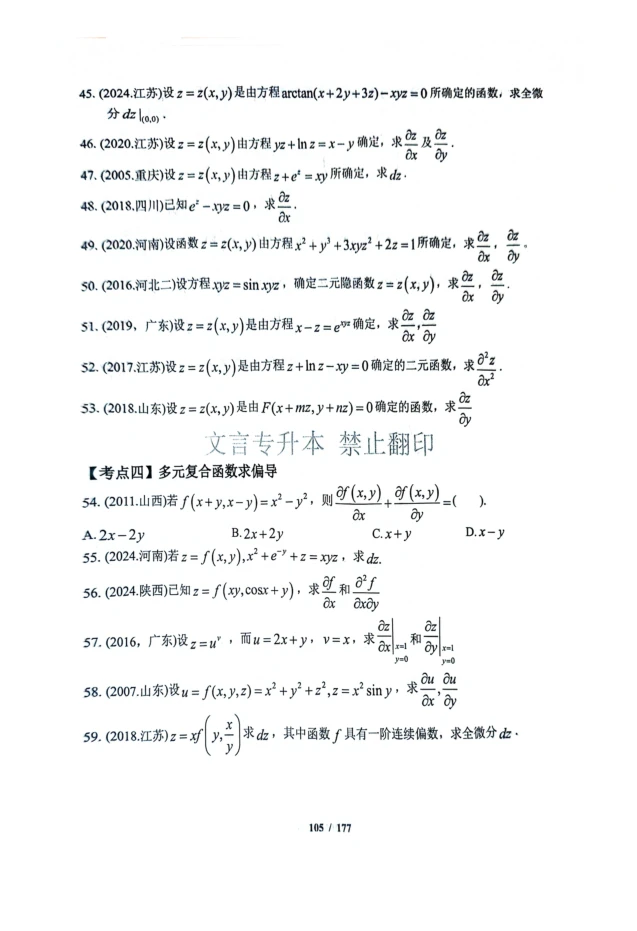 45. (2024.江苏)设 z = z(x, y) 是由方程 arctan(x+2y+3z) − xyz = 0 所确定的函数，求全微
分 dz |(0,0) .
46. (2020.江苏)设 z = z(x, y) 由方程 yz + ln z = x − y 确定，求 ∂z/∂x 及 ∂z/∂y .
47. (2005.重庆)设 z = z(x, y) 由方程 z + e^z = xy 所确定，求 dz .
48. (2018.四川)已知 e^z − xyz = 0，求 ∂z/∂x .
49. (2020.河南)设函数 z = z(x, y) 由方程 x² + y³ + 3xyz² + 2z = 1 所确定，求 ∂z/∂x，∂z/∂y。
50. (2016.河北二)设方程 xyz = sin xyz，确定二元隐函数 z = z(x, y)，求 ∂z/∂x，∂z/∂y .
51. (2019，广东)设 z = z(x, y) 是由方程 x − z = e^xyz 确定，求 ∂z/∂x, ∂z/∂y
52. (2017.江苏)设 z = z(x, y) 是由方程 z + ln z − xy = 0 确定的二元函数，求 ∂²z/∂x² .
53. (2018.山东)设 z = z(x, y) 是由 F(x + mz, y + nz) = 0 确定的函数，求 ∂z/∂y
文言专升本 禁止翻印
【考点四】多元复合函数求偏导
54. (2011.山西)若 f(x+y, x−y) = x² − y²，则 ∂f(x, y)/∂x + ∂f(x, y)/∂y = (    ).
A. 2x − 2y B. 2x + 2y C. x + y D. x − y
55. (2024.河南)若 z = f(x, y), x² + e^−y + z = xyz，求 dz.
56. (2024.陕西)已知 z = f(xy, cos x + y)，求 ∂f/∂x 和 ∂²f/∂x∂y
57. (2016，广东)设 z = u^v，而 u = 2x + y，v = x，求 ∂z/∂x |x=1 y=0 和 ∂z/∂y |x=1 y=0
58. (2007.山东)设 u = f(x, y, z) = x² + y² + z², z = x² sin y，求 ∂u/∂x, ∂u/∂y
59. (2018.江苏) z = xf(y, x/y) 求 dz，其中函数 f 具有一阶连续偏数，求全微分 dz .
105 / 177